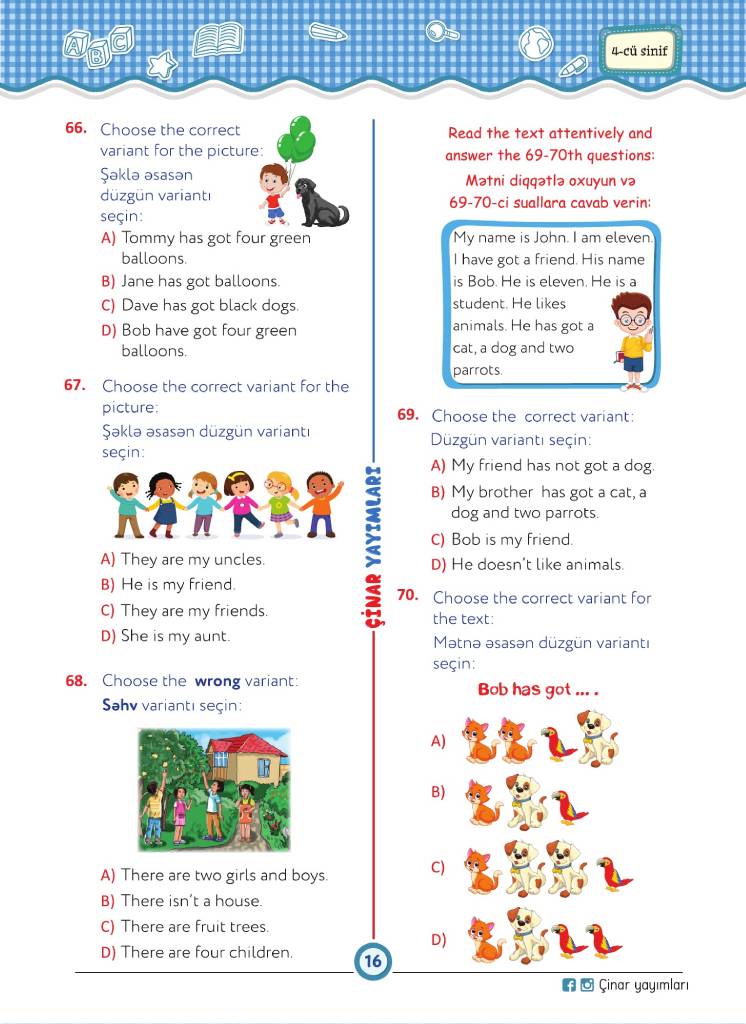 ABC
4-cü sinif
66. Choose the correct
variant for the picture:
Şəklə əsasən
düzgün variantı
seçin:
A) Tommy has got four green
balloons.
B) Jane has got balloons.
C) Dave has got black dogs.
D) Bob have got four green
balloons.
67. Choose the correct variant for the
picture:
Şəklə əsasən düzgün variantı
seçin:
A) They are my uncles.
B) He is my friend.
C) They are my friends.
D) She is my aunt.
68. Choose the wrong variant:
Səhv variantı seçin:
A) There are two girls and boys.
B) There isn't a house.
C) There are fruit trees.
D) There are four children.
ÇİNAR YAYIMLARI
Read the text attentively and
answer the 69-70th questions:
Mətni diqqətlə oxuyun və
69-70-ci suallara cavab verin:
My name is John. I am eleven.
I have got a friend. His name
is Bob. He is eleven. He is a
student. He likes
animals. He has got a
cat, a dog and two
parrots.
69. Choose the correct variant:
Düzgün variantı seçin:
A) My friend has not got a dog.
B) My brother has got a cat, a
dog and two parrots.
C) Bob is my friend.
D) He doesn't like animals.
70. Choose the correct variant for
the text:
Mətnə əsasən düzgün variantı
seçin:
Bob has got ... .
A)
B)
C)
D)
16
Çinar yayımları